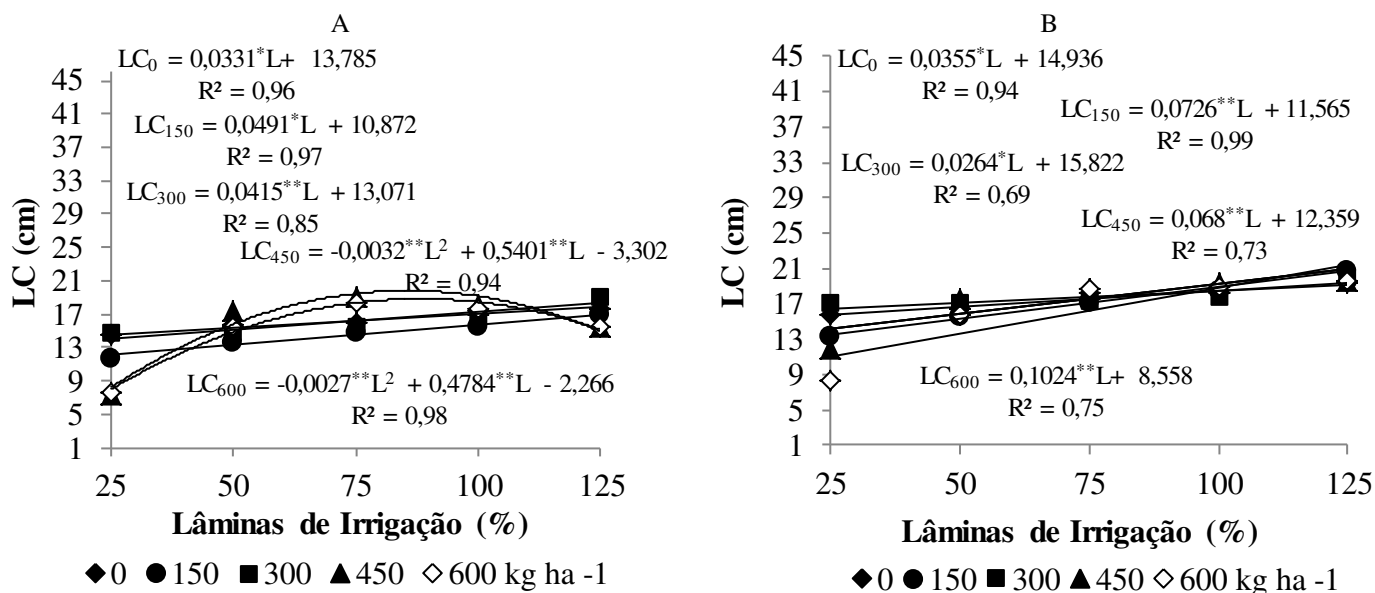 A
LC₀ = 0,0331*L+ 13,785
R² = 0,96
LC₁₅₀ = 0,0491*L + 10,872
R² = 0,97
LC₃₀₀ = 0,0415**L + 13,071
R² = 0,85
LC₄₅₀ = -0,0032**L² + 0,5401**L - 3,302
R² = 0,94
LC₆₀₀ = -0,0027**L² + 0,4784**L - 2,266
R² = 0,98
LC (cm)
45
41
37
33
29
25
21
17
13
9
5
1
25 50 75 100 125
Lâminas de Irrigação (%)
0 150 300 450 600 kg ha -1
B
LC₀ = 0,0355*L + 14,936
R² = 0,94
LC₁₅₀ = 0,0726**L + 11,565
R² = 0,99
LC₃₀₀ = 0,0264*L + 15,822
R² = 0,69
LC₄₅₀ = 0,068**L + 12,359
R² = 0,73
LC₆₀₀ = 0,1024**L+ 8,558
R² = 0,75
LC (cm)
45
41
37
33
29
25
21
17
13
9
5
1
25 50 75 100 125
Lâminas de Irrigação (%)
0 150 300 450 600 kg ha -1